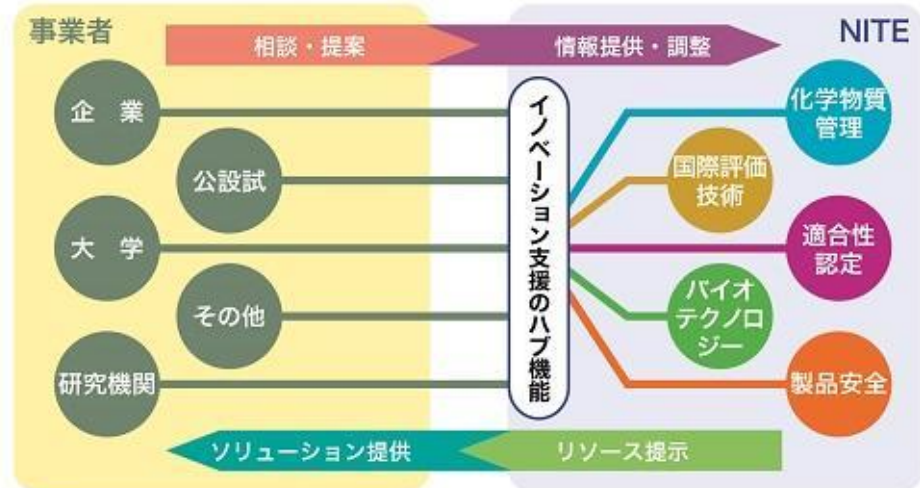 事業者
NITE
相談・提案
情報提供・調整
企　業
公設試
大　学
その他
研究機関
イノベーション支援のハブ機能
化学物質
管理
国際評価
技術
適合性
認定
バイオ
テクノロ
ジー
製品安全
ソリューション提供
リソース提示